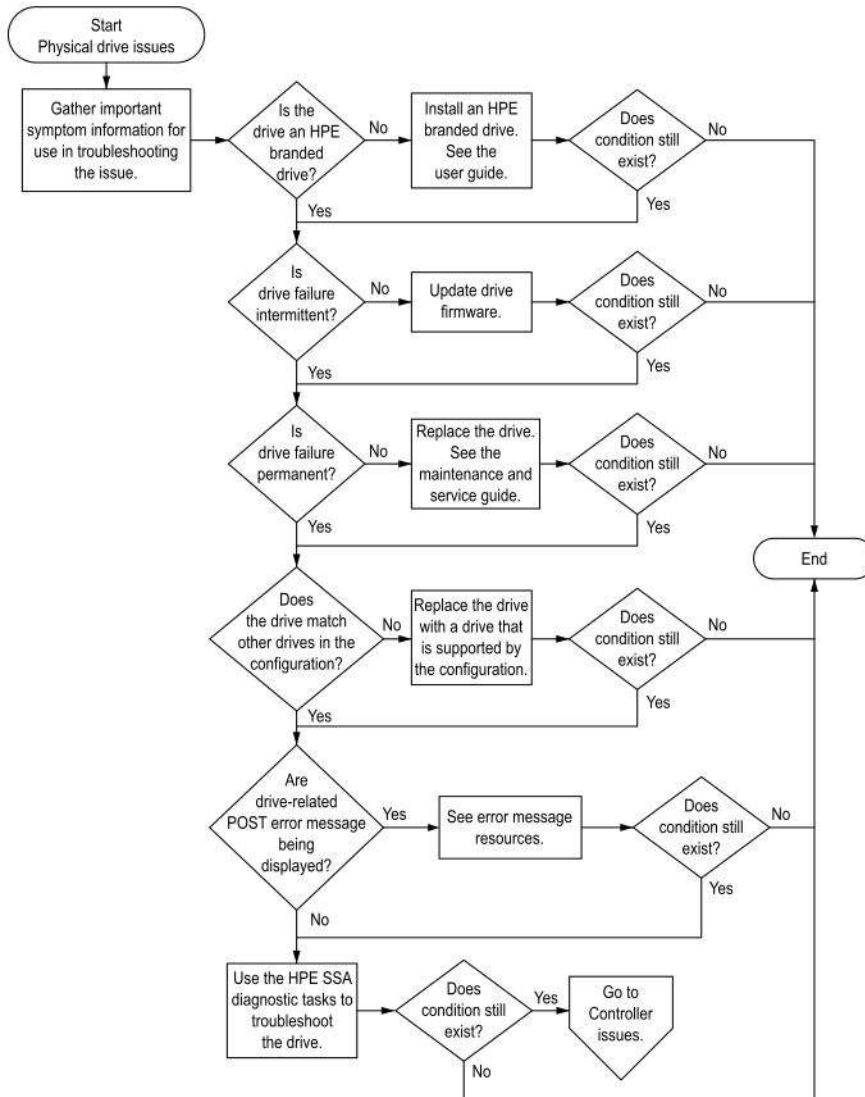 Start
Physical drive issues
Gather important
symptom information for
use in troubleshooting
the issue.
Is the
drive an HPE
branded
drive?
No
Install an HPE
branded drive.
See the
user guide.
Does
condition still
exist?
No
Yes
Yes
Is
drive failure
intermittent?
No
Update drive
firmware.
Does
condition still
exist?
No
Yes
Yes
Is
drive failure
permanent?
No
Replace the drive.
See the
maintenance and
service guide.
Does
condition still
exist?
No
Yes
Yes
End
Does
the drive match
other drives in the
configuration?
No
Replace the drive
with a drive that
is supported by
the configuration.
Does
condition still
exist?
No
Yes
Yes
Are
drive-related
POST error message
being
displayed?
Yes
See error message
resources.
Does
condition still
exist?
No
Yes
No
Use the HPE SSA
diagnostic tasks to
troubleshoot
the drive.
Does
condition still
exist?
Yes
Go to
Controller
issues.
No